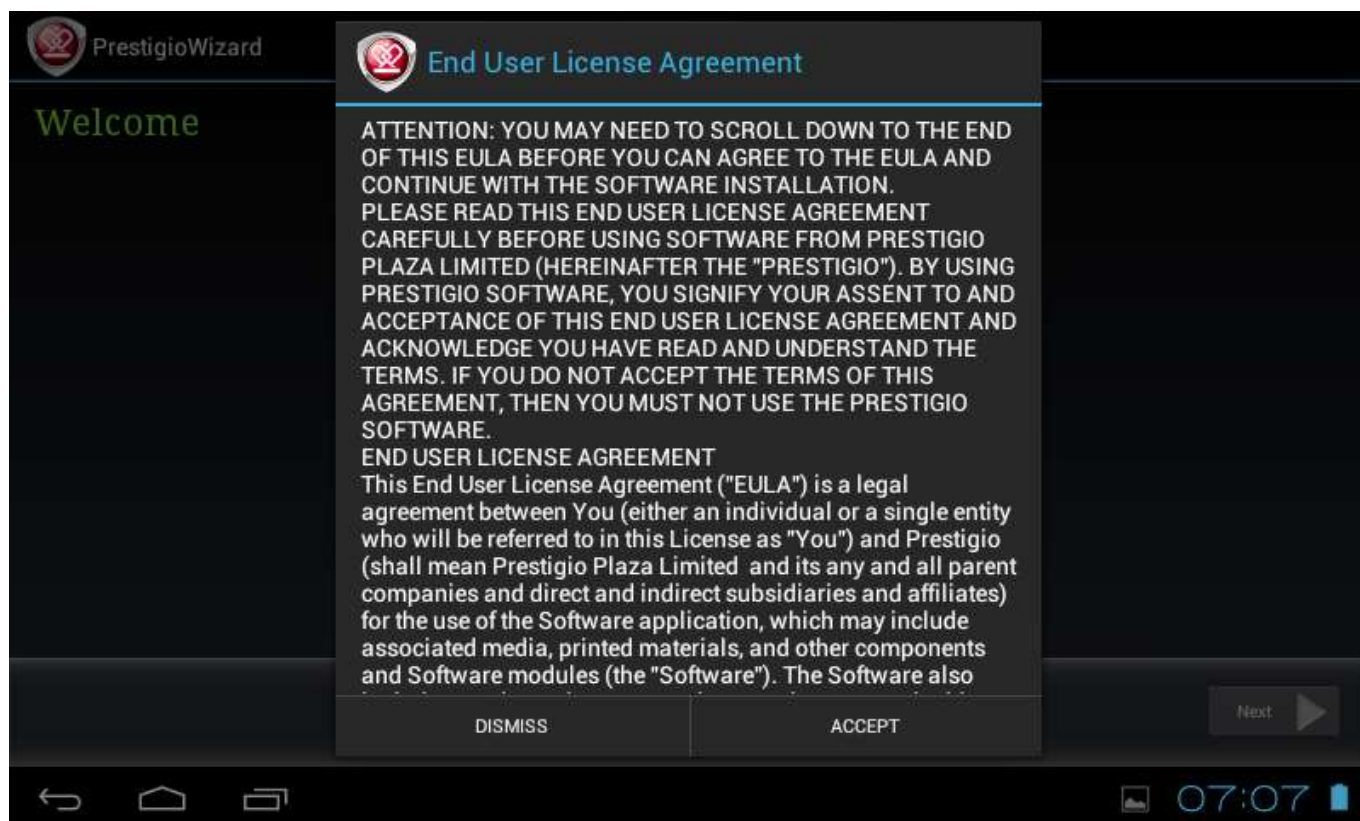 PrestigioWizard
Welcome
End User License Agreement
ATTENTION: YOU MAY NEED TO SCROLL DOWN TO THE END
OF THIS EULA BEFORE YOU CAN AGREE TO THE EULA AND
CONTINUE WITH THE SOFTWARE INSTALLATION.
PLEASE READ THIS END USER LICENSE AGREEMENT
CAREFULLY BEFORE USING SOFTWARE FROM PRESTIGIO
PLAZA LIMITED (HEREINAFTER THE "PRESTIGIO"). BY USING
PRESTIGIO SOFTWARE, YOU SIGNIFY YOUR ASSENT TO AND
ACCEPTANCE OF THIS END USER LICENSE AGREEMENT AND
ACKNOWLEDGE YOU HAVE READ AND UNDERSTAND THE
TERMS. IF YOU DO NOT ACCEPT THE TERMS OF THIS
AGREEMENT, THEN YOU MUST NOT USE THE PRESTIGIO
SOFTWARE.
END USER LICENSE AGREEMENT
This End User License Agreement ("EULA") is a legal
agreement between You (either an individual or a single entity
who will be referred to in this License as "You") and Prestigio
(shall mean Prestigio Plaza Limited and its any and all parent
companies and direct and indirect subsidiaries and affiliates)
for the use of the Software application, which may include
associated media, printed materials, and other components
and Software modules (the "Software"). The Software also
DISMISS
ACCEPT
Next
07:07